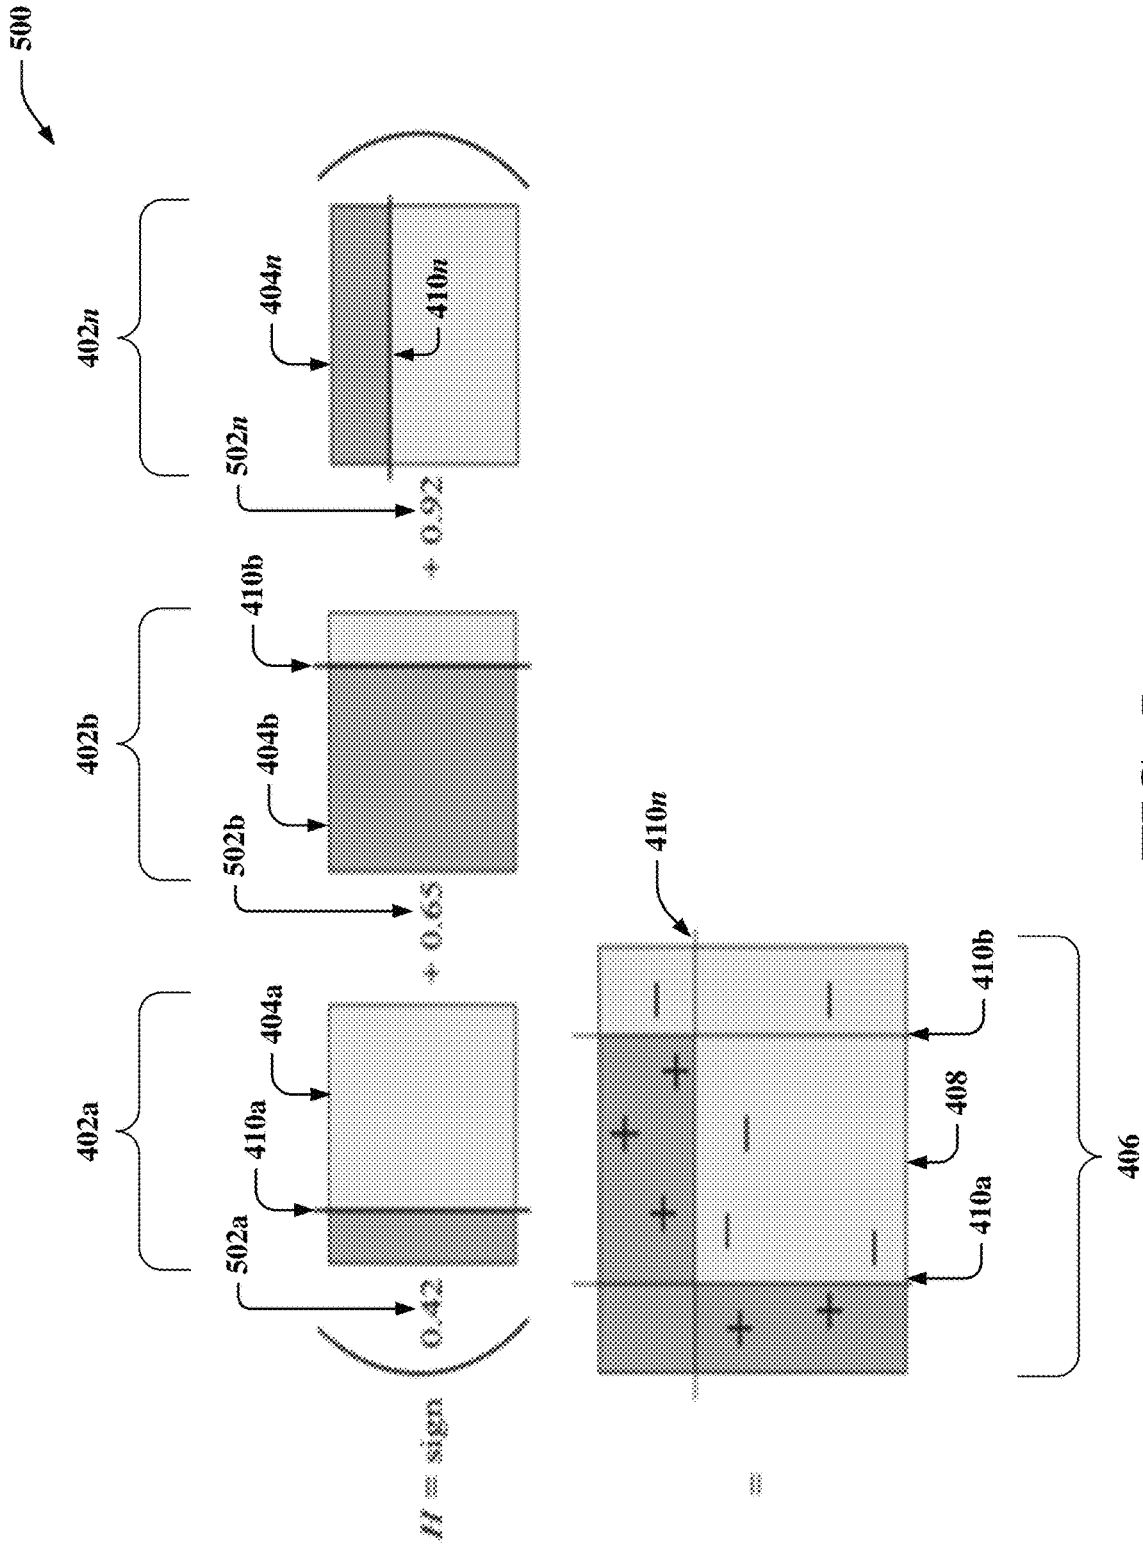 500
402a
402b
402n
502a
410a
404a
502b
404b
410b
502n
404n
H = sign ( 0.42 + 0.65 + 0.92 )
410n
410n
=
+ + + −
+ + − − − −
410a
408
410b
406